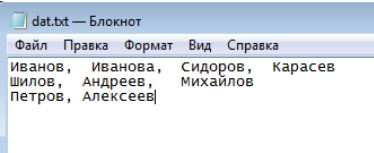 dat.txt — Блокнот
Файл Правка Формат Вид Справка
Иванов, Иванова, Сидоров, Карасев
Шилов, Андреев, Михайлов
Петров, Алексеев